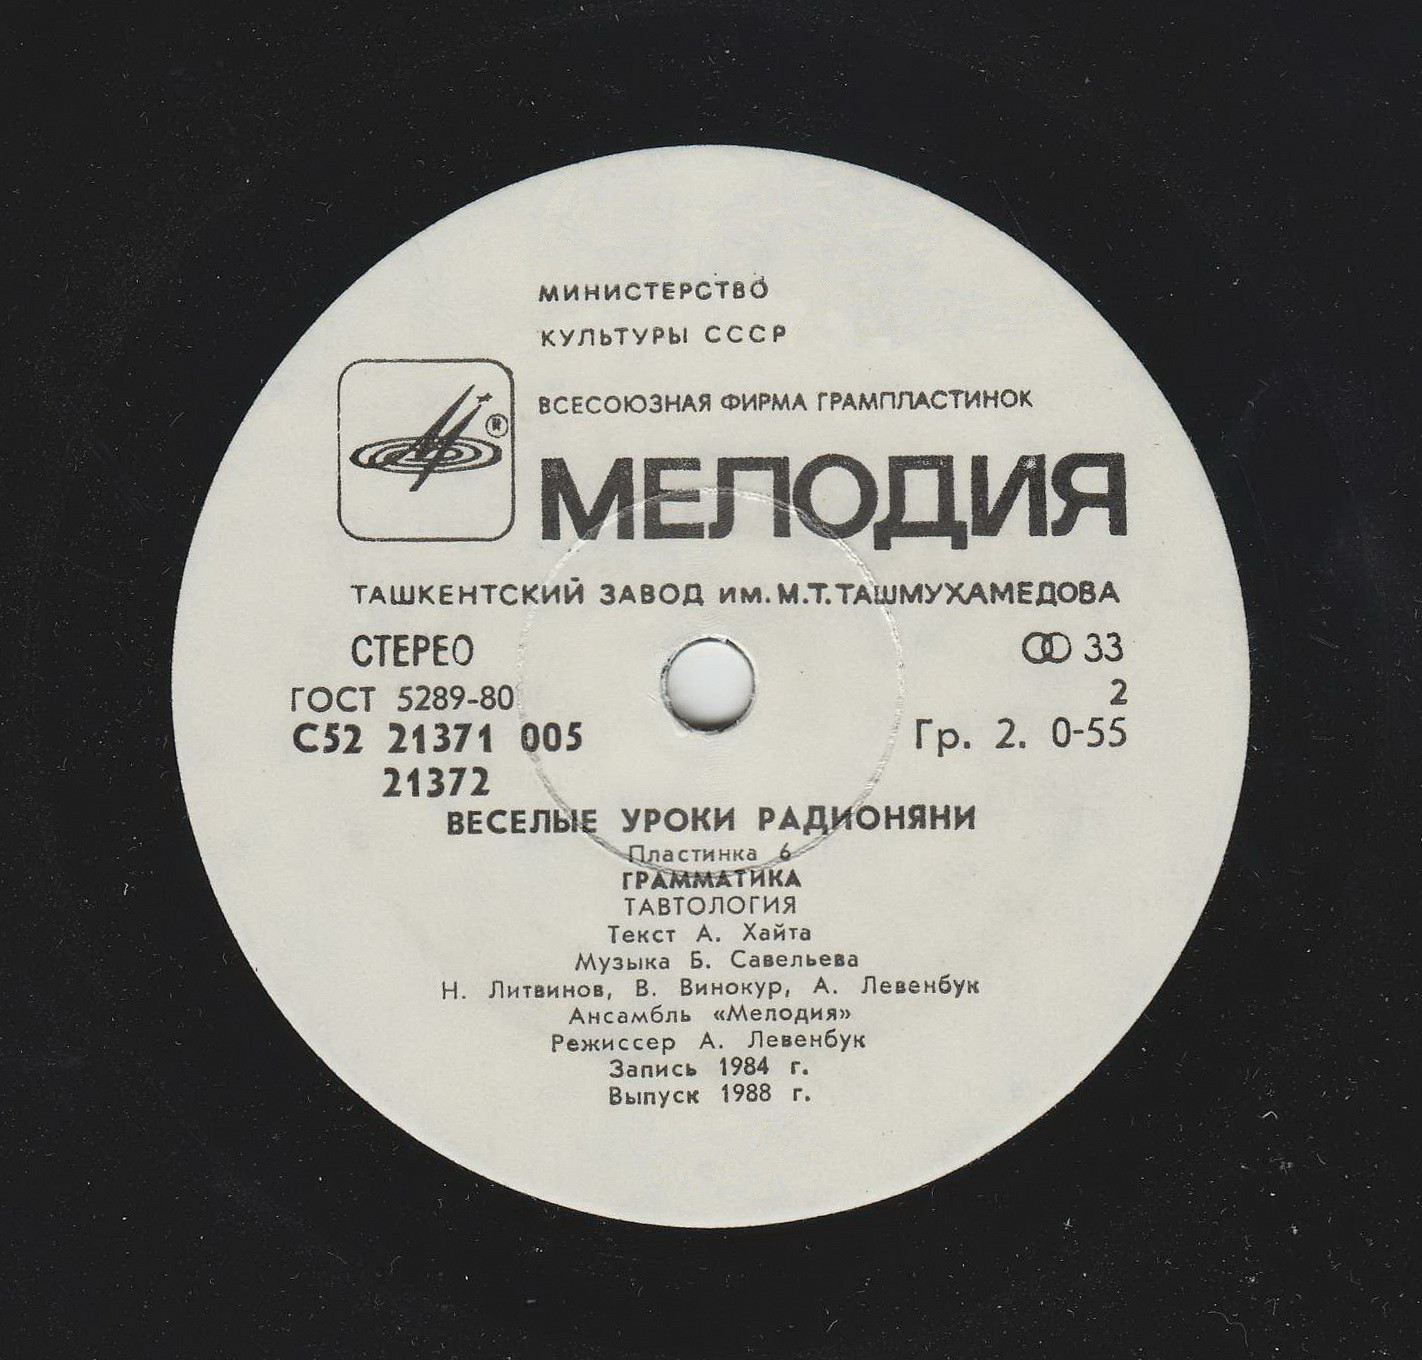 МИНИСТЕРСТВО
КУЛЬТУРЫ СССР
ВСЕСОЮЗНАЯ ФИРМА ГРАМПЛАСТИНОК
®
МЕЛОДИЯ
ТАШКЕНТСКИЙ ЗАВОД ИМ. М.Т. ТАШМУХАМЕДОВА
СТЕРЕО 33
ГОСТ 5289-80 2
С52 21371 005 Гр. 2. 0-55
21372
ВЕСЕЛЫЕ УРОКИ РАДИОНЯНИ
Пластинка 6
ГРАММАТИКА
ТАВТОЛОГИЯ
Текст А. Хайта
Музыка Б. Савельева
Н. Литвинов, В. Винокур, А. Левенбук
Ансамбль «Мелодия»
Режиссер А. Левенбук
Запись 1984 г.
Выпуск 1988 г.